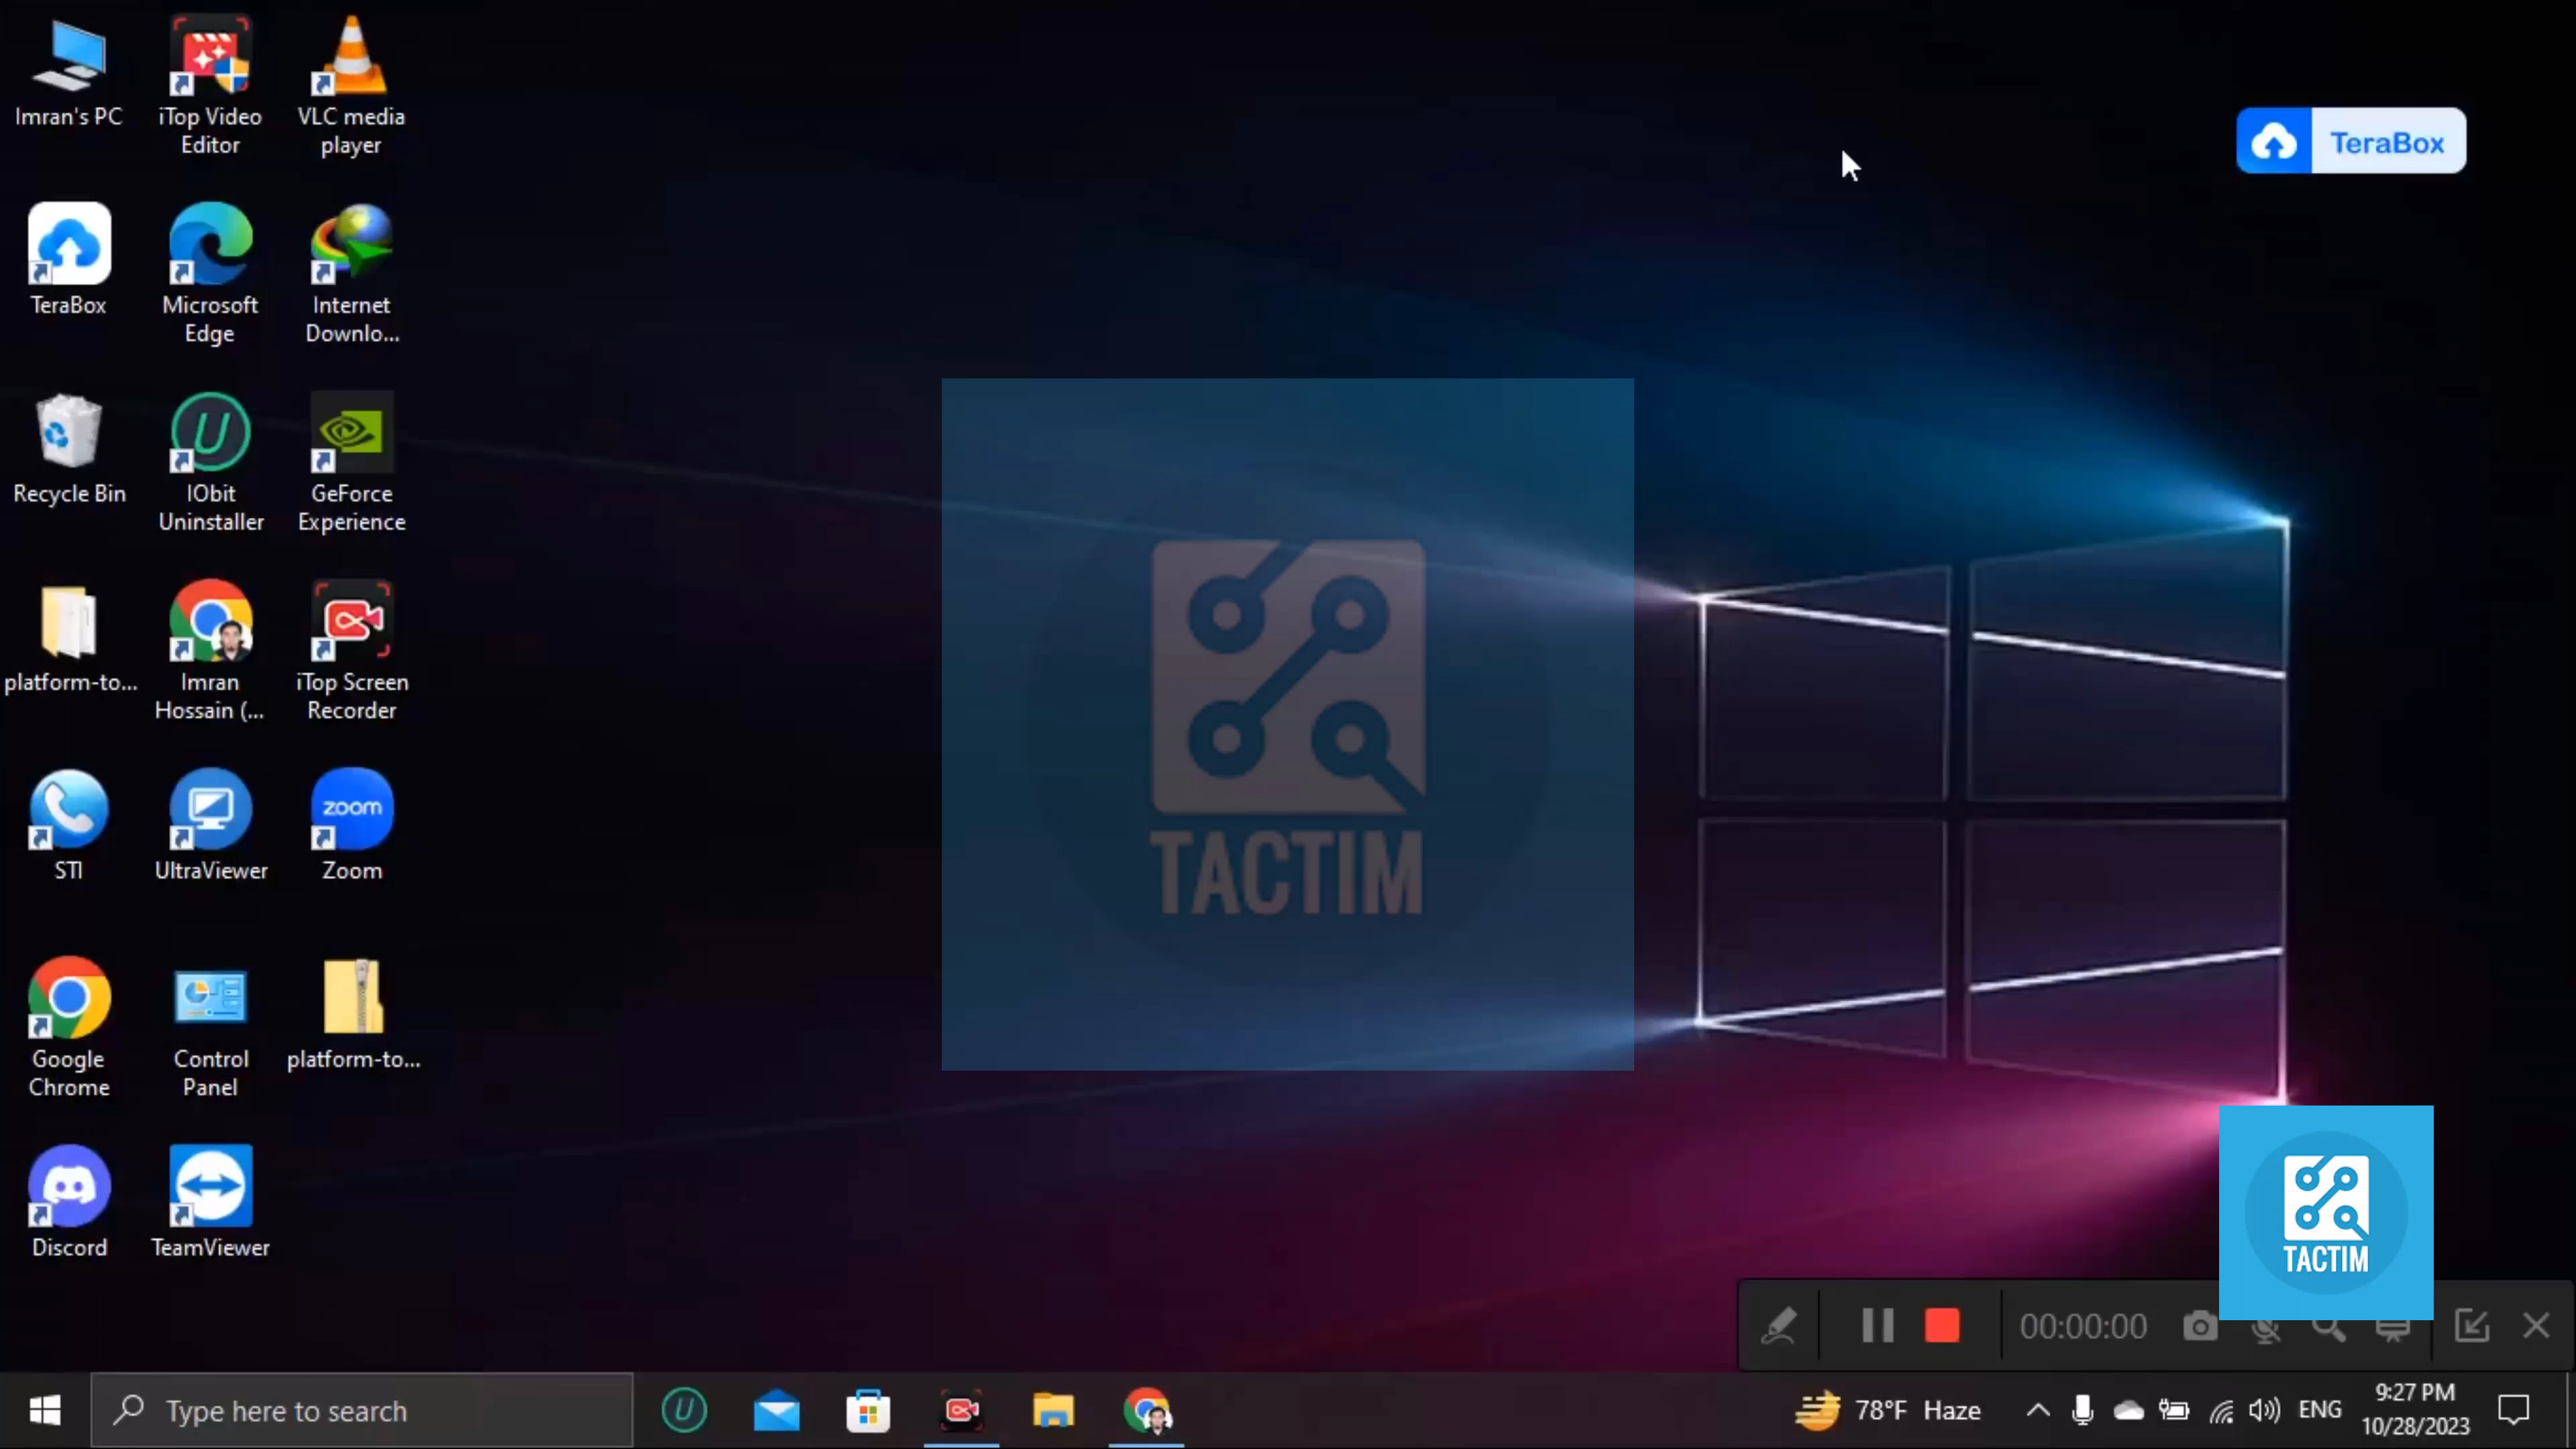 Imran's PC
iTop Video
Editor
VLC media
player
TeraBox
TeraBox
Microsoft
Edge
Internet
Downlo...
Recycle Bin
IObit
Uninstaller
GeForce
Experience
platform-to...
Imran
Hossain (...
iTop Screen
Recorder
STI
UltraViewer
zoom
Zoom
TACTIM
Google
Chrome
Control
Panel
platform-to...
Discord
TeamViewer
TACTIM
00:00:00
Type here to search
78°F Haze
ENG
9:27 PM
10/28/2023